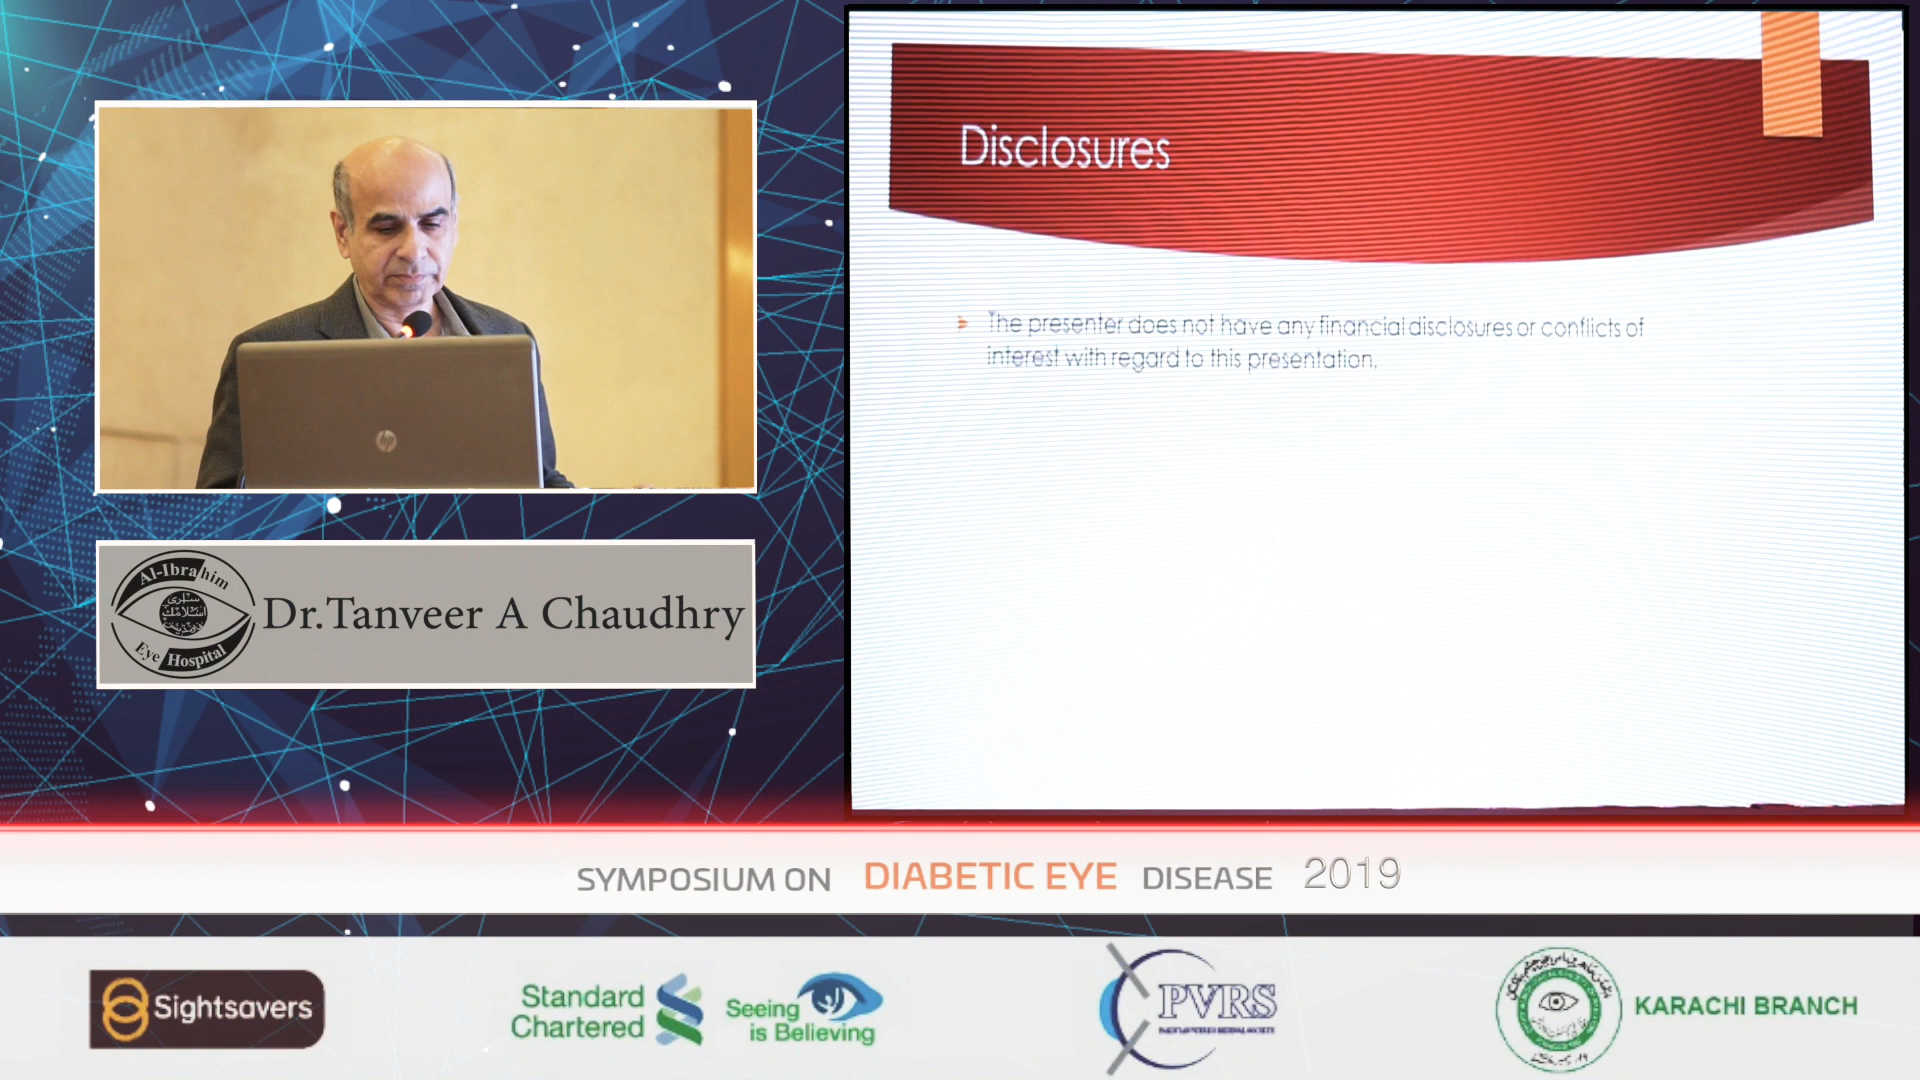 Disclosures
The presenter does not have any financial disclosures or conflicts of
interest with regard to this presentation.
hp
Al-Ibrahim
Eye Hospital
Dr.Tanveer A Chaudhry
SYMPOSIUM ON DIABETIC EYE DISEASE 2019
Sightsavers
Standard
Chartered
Seeing
is Believing
PVRS
KARACHI BRANCH